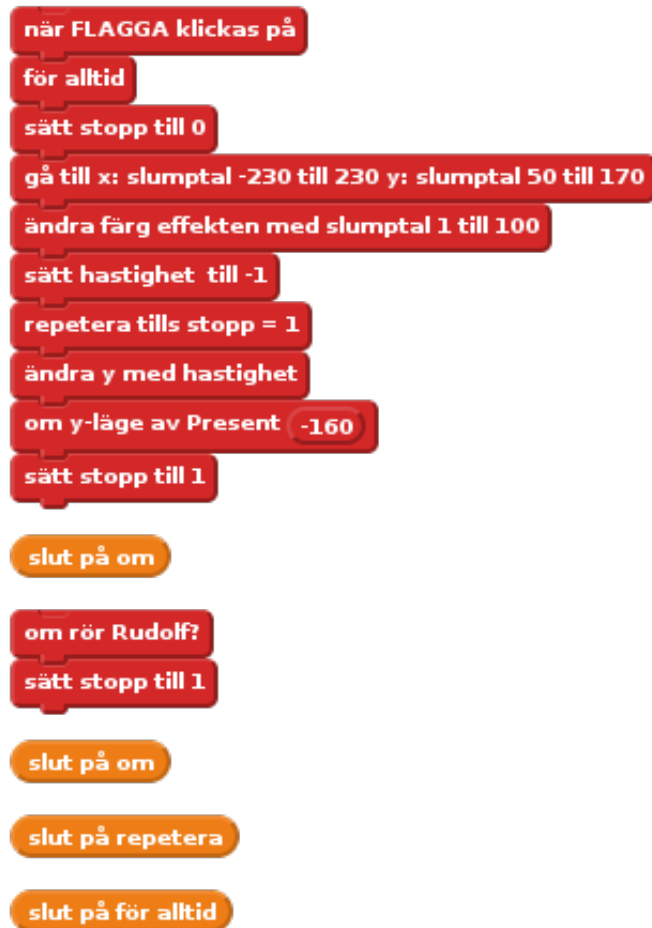 när FLAGGA klickas på
för alltid
sätt stopp till 0
gå till x: slumptal -230 till 230 y: slumptal 50 till 170
ändra färg effekten med slumptal 1 till 100
sätt hastighet till -1
repetera tills stopp = 1
ändra y med hastighet
om y-läge av Present -160
sätt stopp till 1
slut på om
om rör Rudolf?
sätt stopp till 1
slut på om
slut på repetera
slut på för alltid